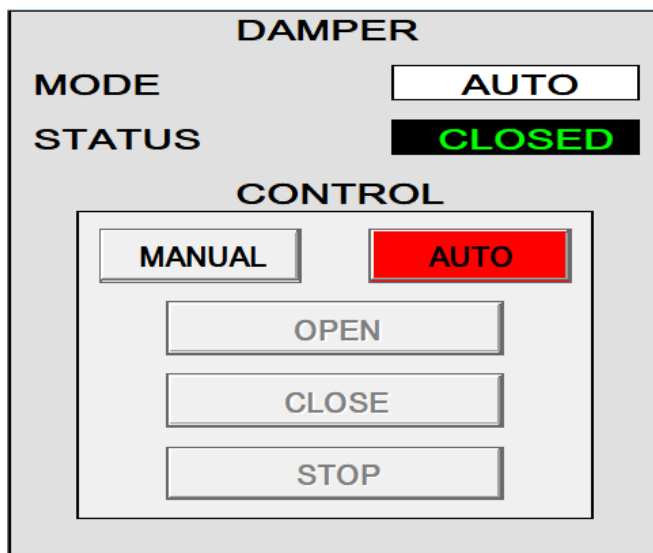 DAMPER
MODE AUTO
STATUS CLOSED
CONTROL
MANUAL AUTO
OPEN
CLOSE
STOP